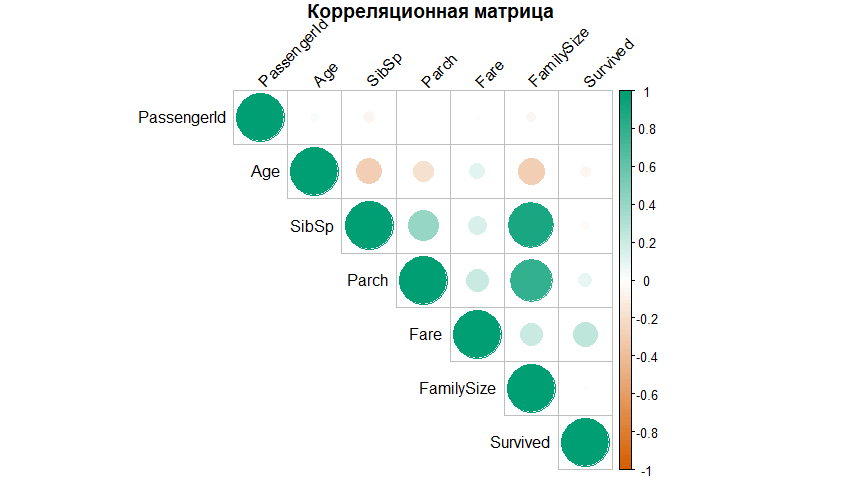 Корреляционная матрица
PassengerId
Age
SibSp
Parch
Fare
FamilySize
Survived
PassengerId
Age
SibSp
Parch
Fare
FamilySize
Survived
1
0.8
0.6
0.4
0.2
0
-0.2
-0.4
-0.6
-0.8
-1